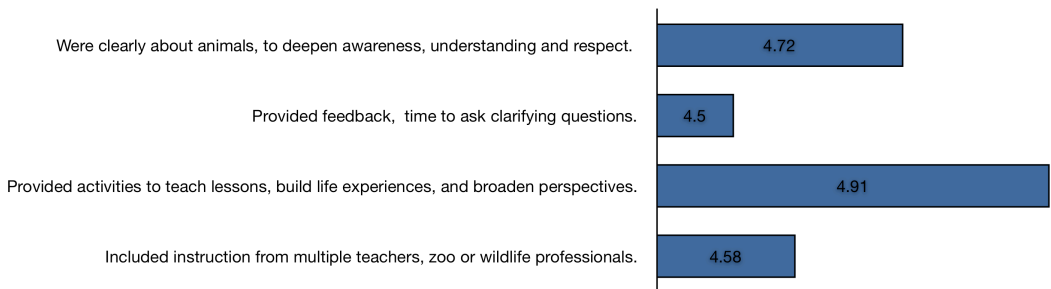 Were clearly about animals, to deepen awareness, understanding and respect.
4.72
Provided feedback,  time to ask clarifying questions.
4.5
Provided activities to teach lessons, build life experiences, and broaden perspectives.
4.91
Included instruction from multiple teachers, zoo or wildlife professionals.
4.58